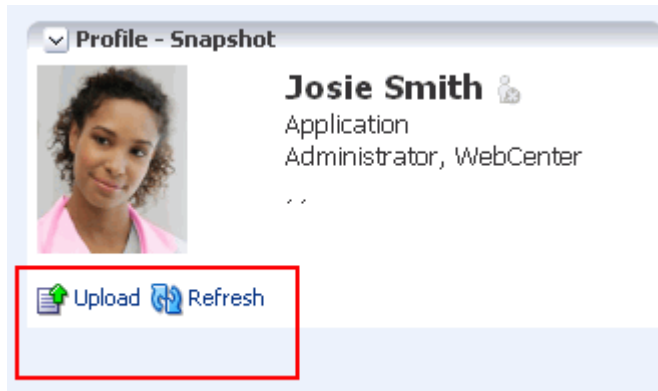 Profile - Snapshot
Josie Smith
Application
Administrator, WebCenter
, ,
Upload Refresh